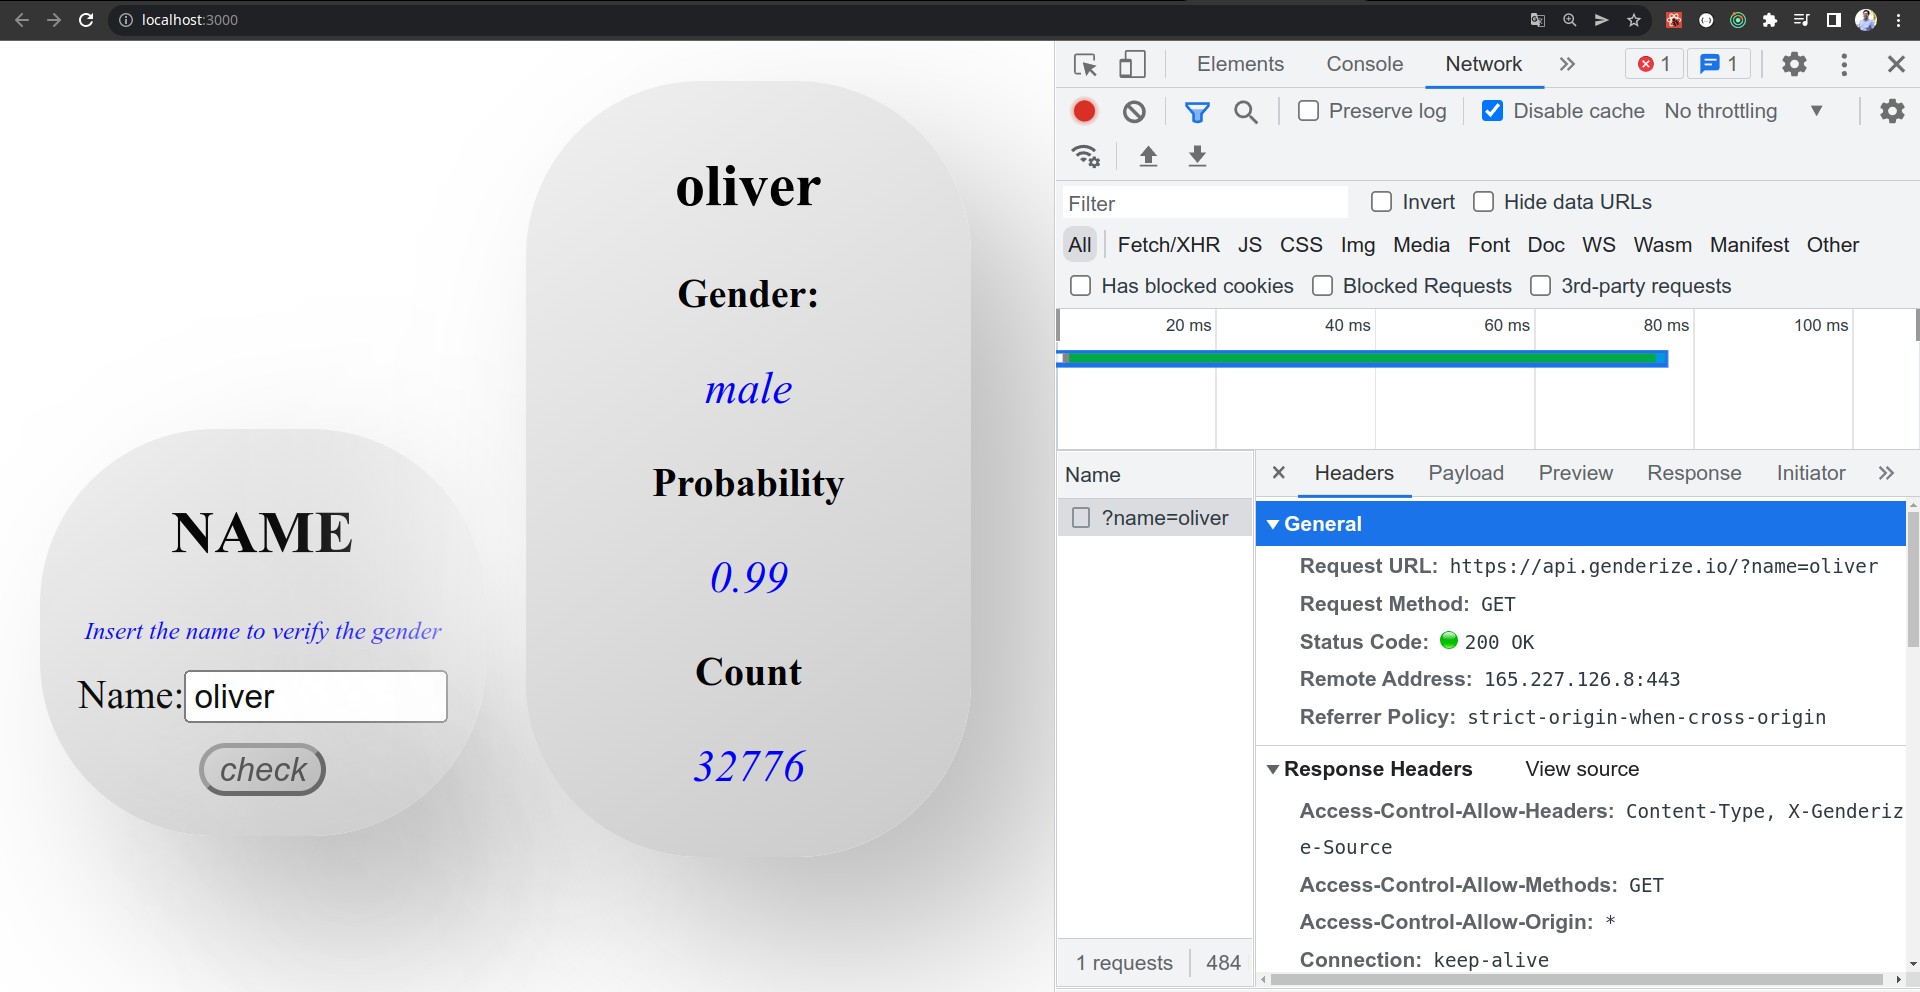 localhost:3000
NAME
Insert the name to verify the gender
Name: oliver
check
oliver
Gender:
male
Probability
0.99
Count
32776
Elements Console Network » 1 1
Preserve log Disable cache No throttling
Filter Invert Hide data URLs
All Fetch/XHR JS CSS Img Media Font Doc WS Wasm Manifest Other
Has blocked cookies Blocked Requests 3rd-party requests
20 ms 40 ms 60 ms 80 ms 100 ms
Name
?name=oliver
1 requests 484
Headers Payload Preview Response Initiator »
General
Request URL: https://api.genderize.io/?name=oliver
Request Method: GET
Status Code: 200 OK
Remote Address: 165.227.126.8:443
Referrer Policy: strict-origin-when-cross-origin
Response Headers View source
Access-Control-Allow-Headers: Content-Type, X-Genderiz
e-Source
Access-Control-Allow-Methods: GET
Access-Control-Allow-Origin: *
Connection: keep-alive